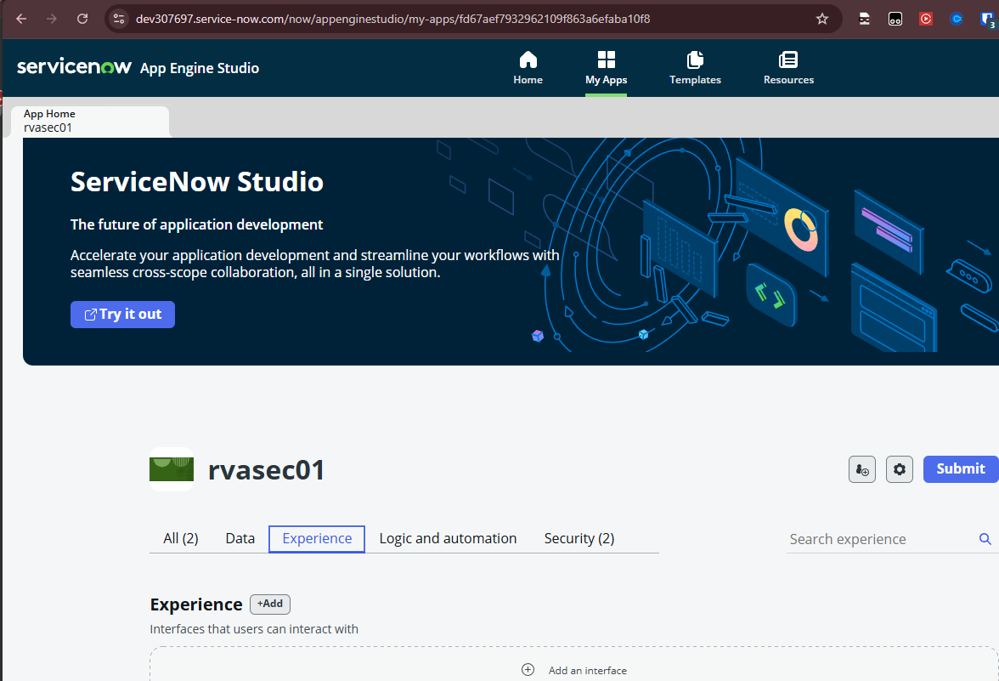 dev307697.service-now.com/now/appenginestudio/my-apps/fd67aef7932962109f863a6efaba10f8
3
servicenow App Engine Studio
Home
My Apps
Templates
Resources
App Home
rvasec01
ServiceNow Studio
The future of application development
Accelerate your application development and streamline your workflows with
seamless cross-scope collaboration, all in a single solution.
Try it out
rvasec01
Submit
All (2)
Data
Experience
Logic and automation
Security (2)
Search experience
Experience
+Add
Interfaces that users can interact with
Add an interface